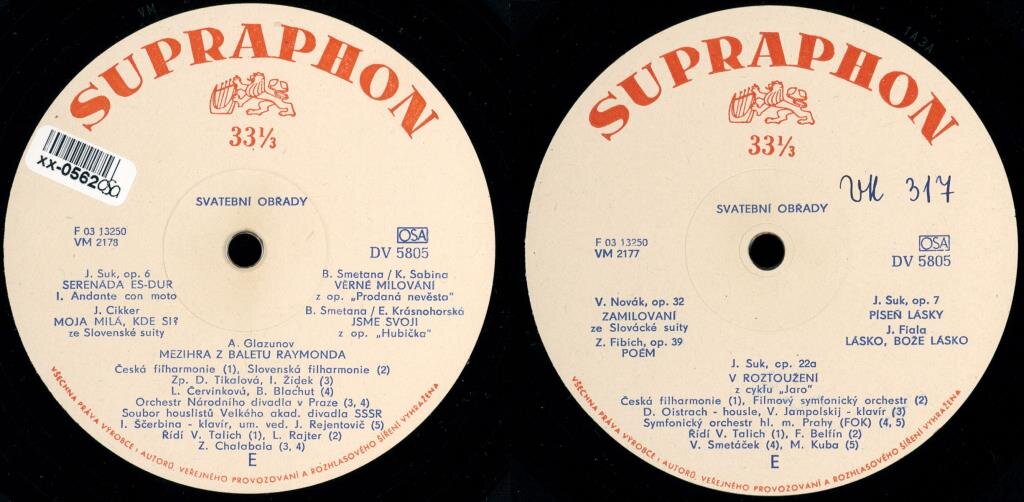 SUPRAPHON
33⅓
xx-0562
osa
SVATEBNÍ OBŘADY
F 03 13250
VM 2178
OSA
DV 5805
J. Suk, op. 6
SERENÁDA ES-DUR
I. Andante con moto
J. Cikker
MOJA MILÁ, KDE SI?
ze Slovenské suity
B. Smetana / K. Sabina
VĚRNÉ MILOVÁNÍ
z op. „Prodaná nevěsta"
B. Smetana / E. Krásnohorská
JSME SVOJI
z op. „Hubička"
A. Glazunov
MEZIHRA Z BALETU RAYMONDA
Česká filharmonie (1), Slovenská filharmonie (2)
Zp. D. Tikalová, I. Žídek (3)
L. Červinková, B. Blachut (4)
Orchestr Národního divadla v Praze (3, 4)
Soubor houslistů Velkého akad. divadla SSSR
I. Ščerbina - klavír, um. ved. J. Rejentovič (5)
Řídí V. Talich (1), L. Rajter (2)
Z. Chalabala (3, 4)
E
VŠECHNA PRÁVA VÝROBCE I AUTORŮ VEŘEJNÉHO PROVOZOVÁNÍ A ROZHLASOVÉHO ŠÍŘENÍ VYHRAŽENA
SUPRAPHON
33⅓
VK 317
SVATEBNÍ OBŘADY
F 03 13250
VM 2177
OSA
DV 5805
V. Novák, op. 32
ZAMILOVANÍ
ze Slovácké suity
Z. Fibich, op. 39
POÉM
J. Suk, op. 7
PÍSEŇ LÁSKY
J. Fiala
LÁSKO, BOŽE LÁSKO
J. Suk, op. 22a
V ROZTOUŽENÍ
z cyklu „Jaro"
Česká filharmonie (1), Filmový symfonický orchestr (2)
D. Oistrach - housle, V. Jampolskij - klavír (3)
Symfonický orchestr hl. m. Prahy (FOK) (4, 5)
Řídí V. Talich (1), F. Belfín (2)
V. Smetáček (4), M. Kuba (5)
E
VŠECHNA PRÁVA VÝROBCE I AUTORŮ VEŘEJNÉHO PROVOZOVÁNÍ A ROZHLASOVÉHO ŠÍŘENÍ VYHRAŽENA